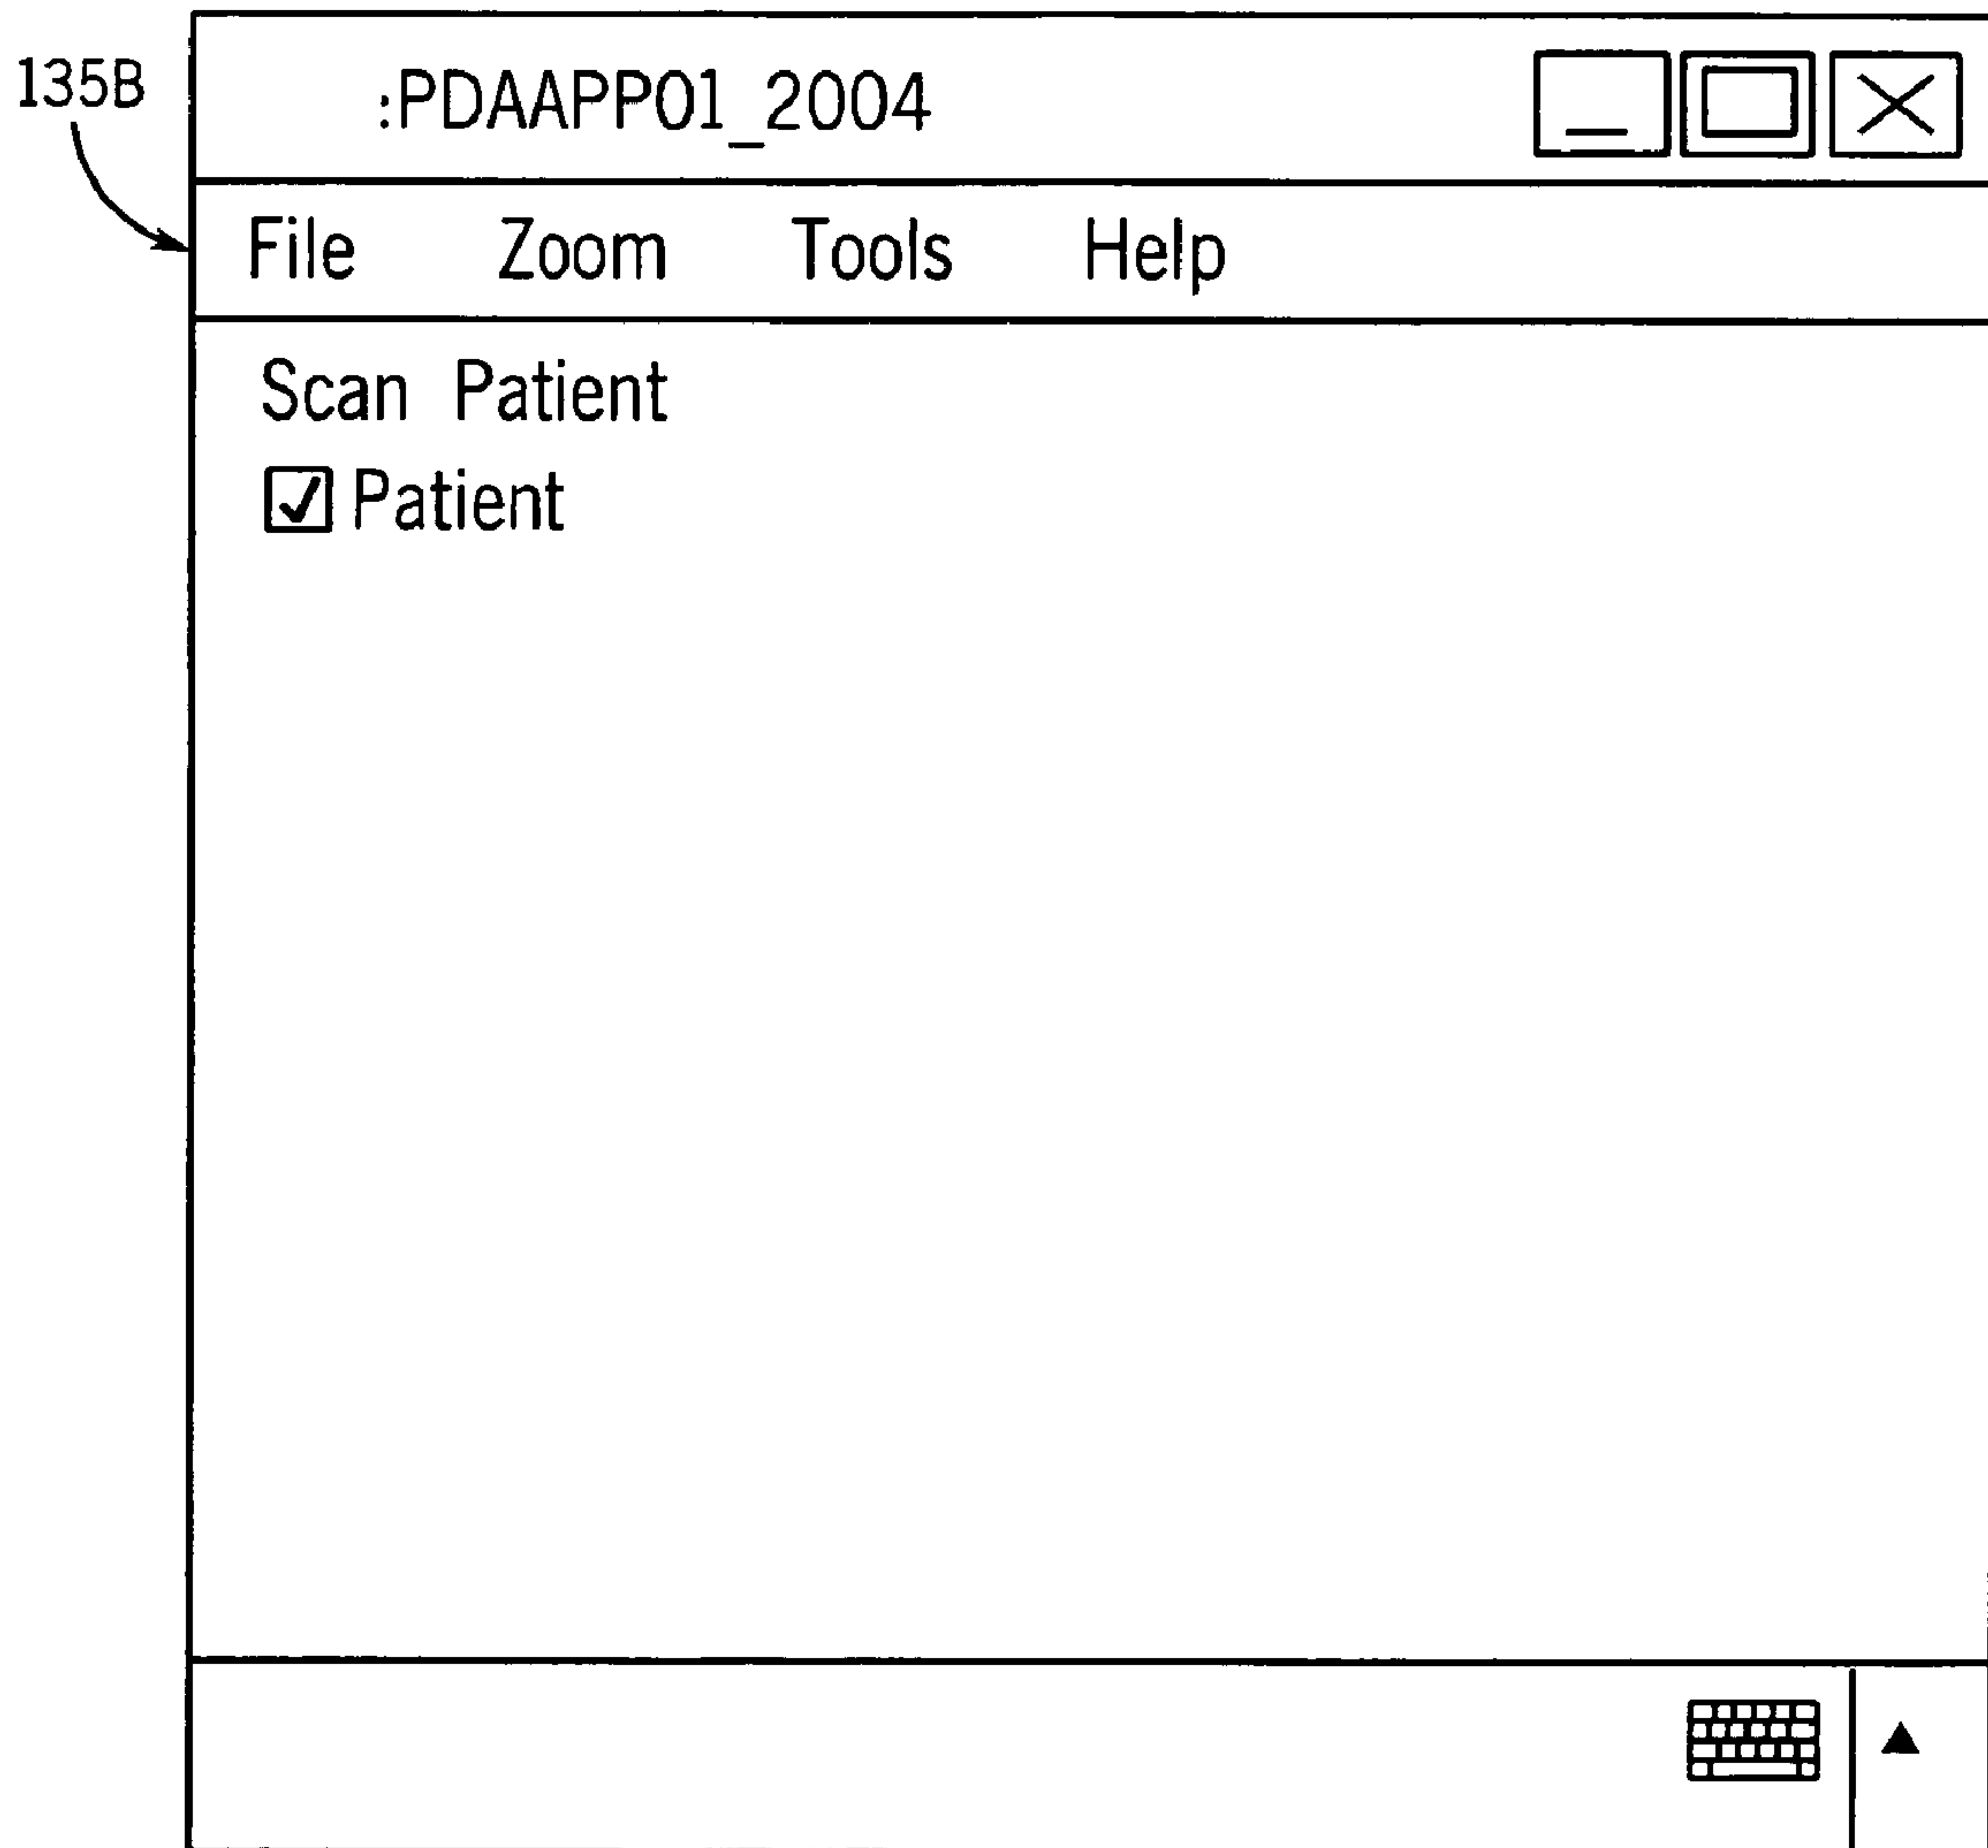 135B
:PDAAPP01_2004
File Zoom Tools Help
Scan Patient
Patient